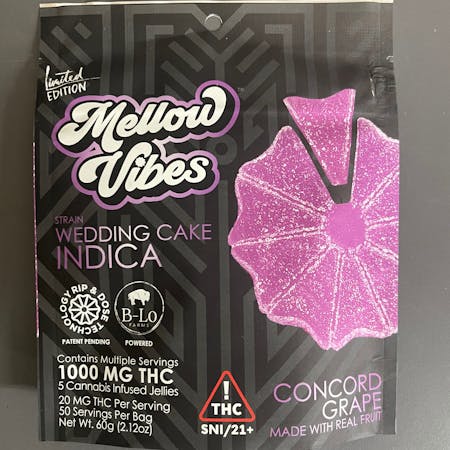 Limited
EDITION
Mellow
Vibes
™
STRAIN
WEDDING CAKE
INDICA
RIP & DOSE TECHNOLOGY
PATENT PENDING
B-Lo
FARMS
POWERED
Contains Multiple Servings
1000 MG THC
5 Cannabis Infused Jellies
20 MG THC Per Serving
50 Servings Per Bag
Net Wt. 60g (2.12oz)
!
THC
SNI/21+
CONCORD
GRAPE
MADE WITH REAL FRUIT